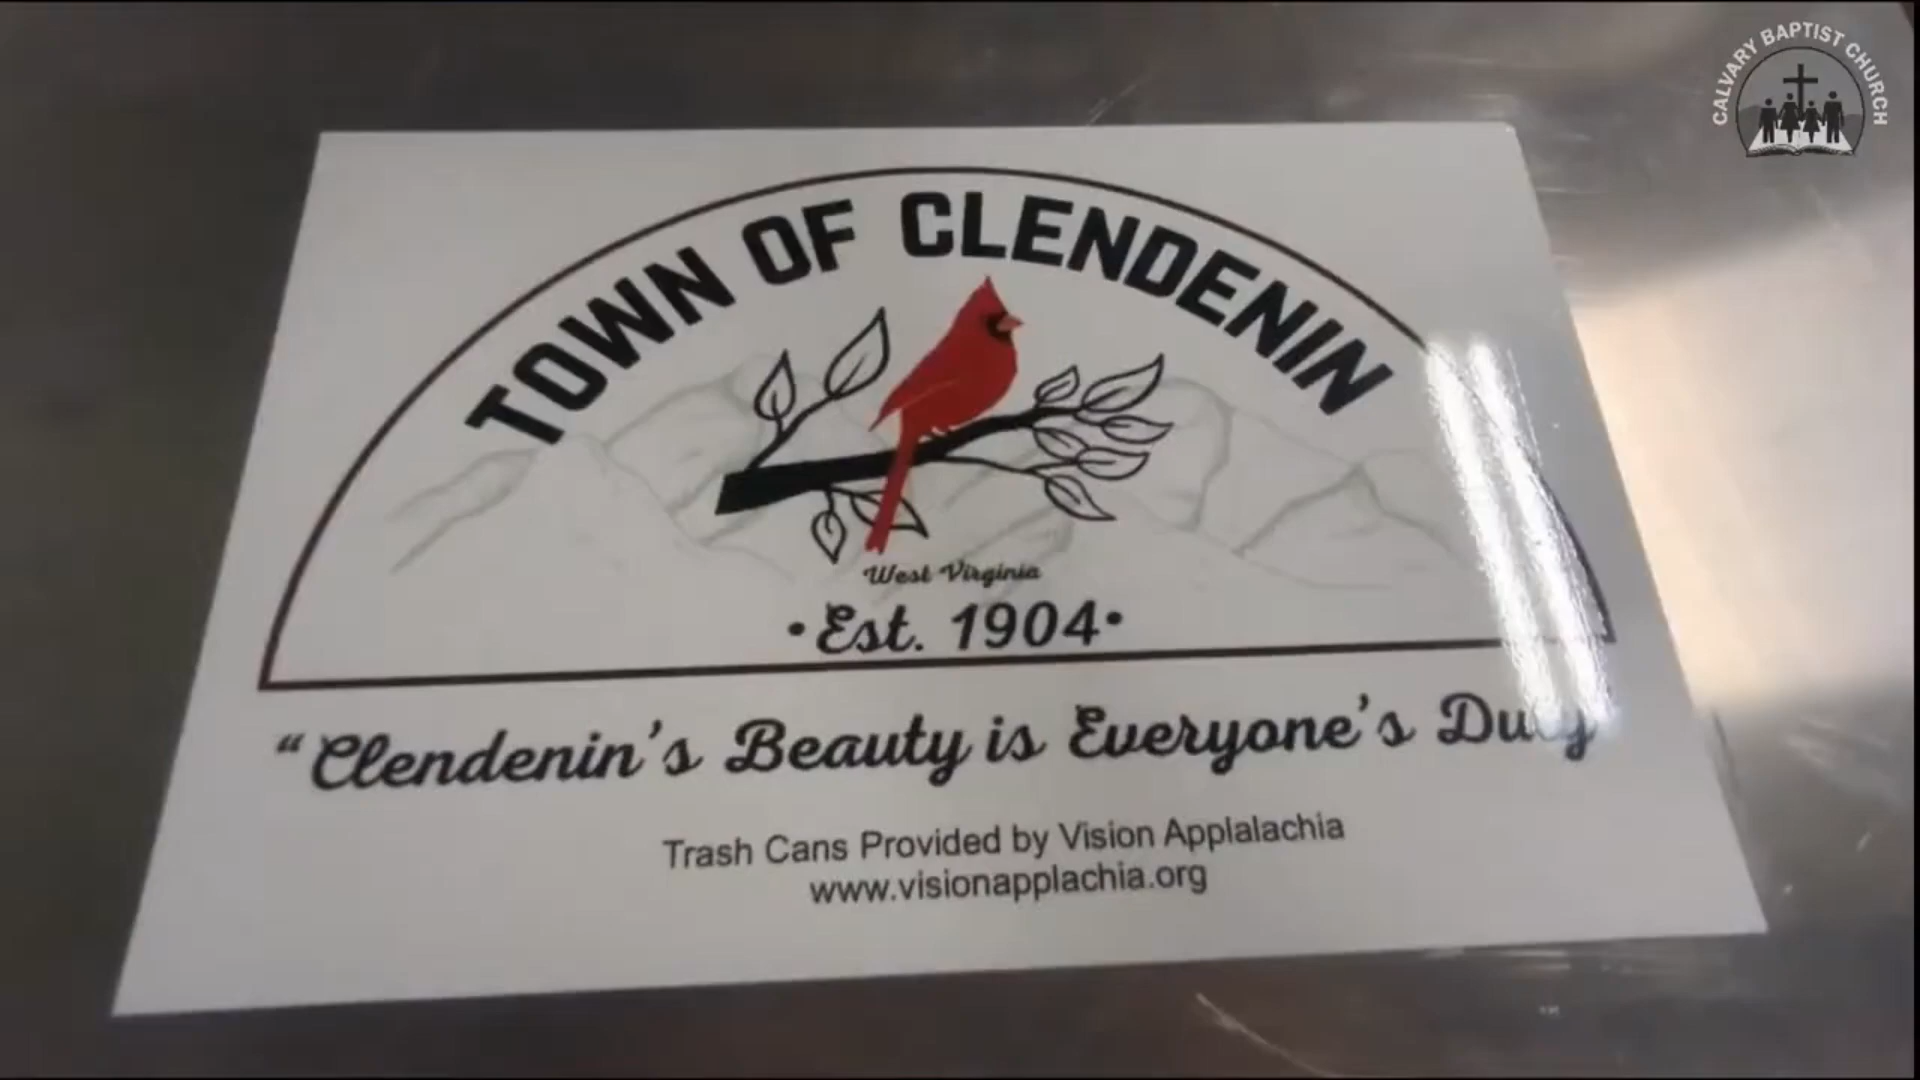 CALVARY BAPTIST CHURCH
TOWN OF CLENDENIN
West Virginia
• Est. 1904 •
"Clendenin's Beauty is Everyone's Duty
Trash Cans Provided by Vision Applalachia
www.visionapplachia.org